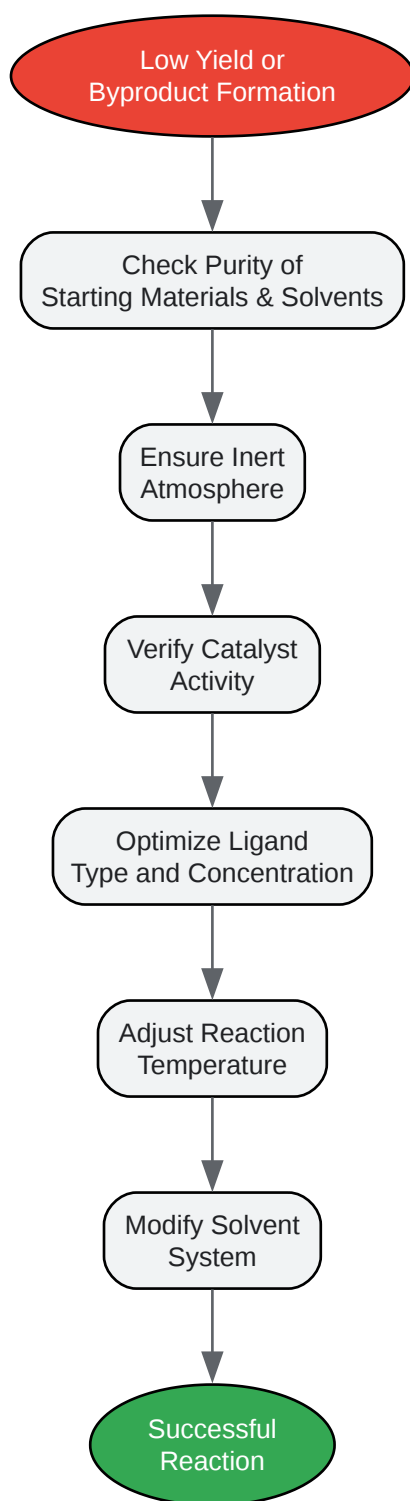 Low Yield or
Byproduct Formation
Check Purity of
Starting Materials & Solvents
Ensure Inert
Atmosphere
Verify Catalyst
Activity
Optimize Ligand
Type and Concentration
Adjust Reaction
Temperature
Modify Solvent
System
Successful
Reaction